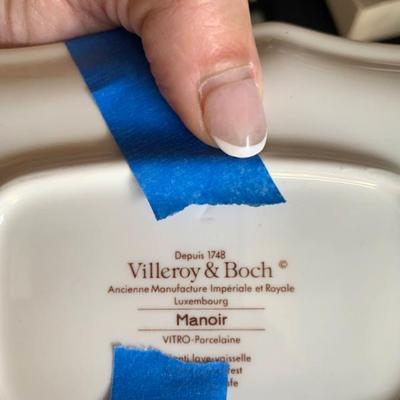 Depuis 1748
Villeroy & Boch ©
Ancienne Manufacture Impériale et Royale
Luxembourg
Manoir
VITRO-Porcelaine
lave-vaisselle